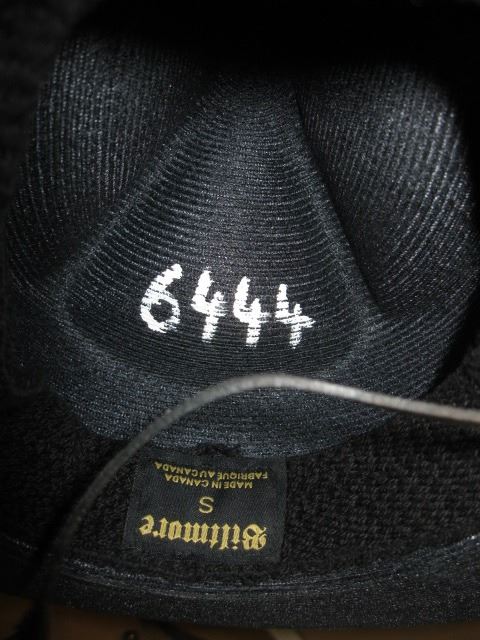 6444
Biltmore
S
MADE IN CANADA
FABRIQUE AU CANADA